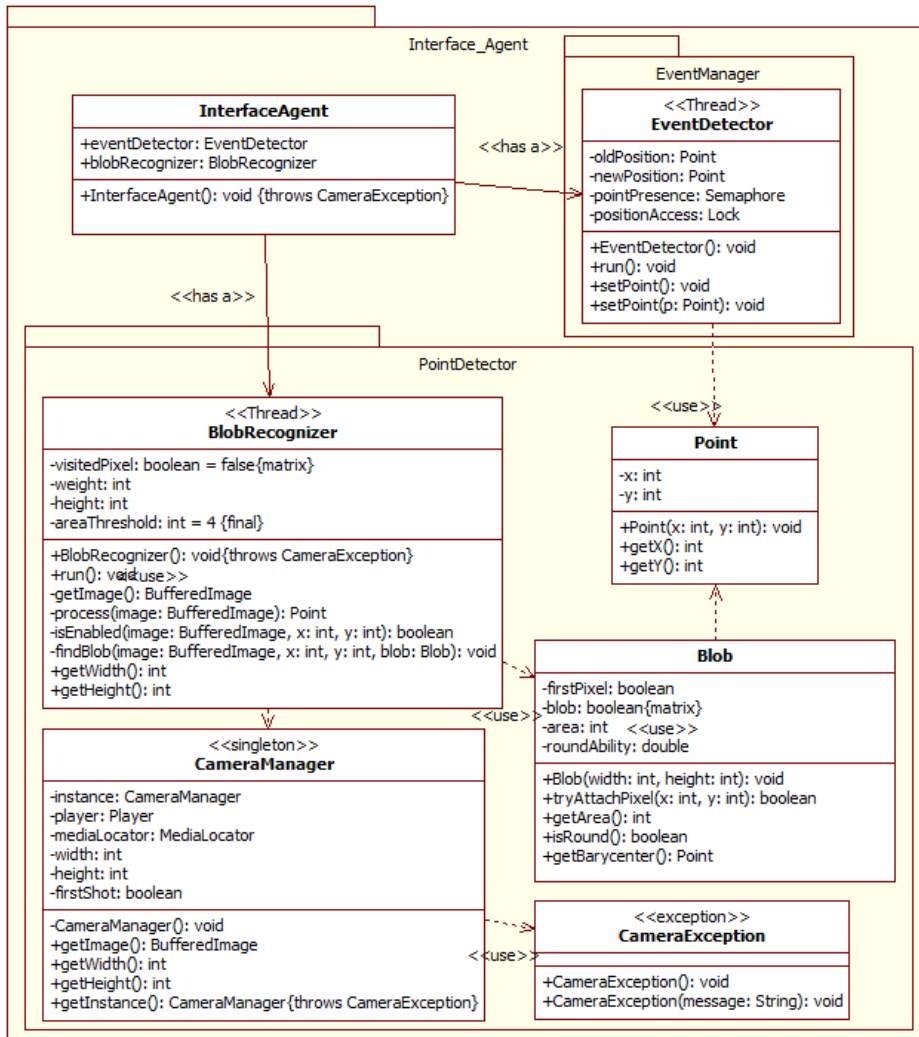 Interface_Agent
EventManager
InterfaceAgent
+eventDetector: EventDetector
+blobRecognizer: BlobRecognizer
+InterfaceAgent(): void {throws CameraException}
<<has a>>
<<Thread>>
EventDetector
-oldPosition: Point
-newPosition: Point
-pointPresence: Semaphore
-positionAccess: Lock
+EventDetector(): void
+run(): void
+setPoint(): void
+setPoint(p: Point): void
<<has a>>
PointDetector
<<use>>
<<Thread>>
BlobRecognizer
-visitedPixel: boolean = false{matrix}
-weight: int
-height: int
-areaThreshold: int = 4 {final}
+BlobRecognizer(): void{throws CameraException}
+run(): void
<<use>>
-getImage(): BufferedImage
-process(image: BufferedImage): Point
-isEnabled(image: BufferedImage, x: int, y: int): boolean
-findBlob(image: BufferedImage, x: int, y: int, blob: Blob): void
+getWidth(): int
+getHeight(): int
Point
-x: int
-y: int
+Point(x: int, y: int): void
+getX(): int
+getY(): int
Blob
-firstPixel: boolean
-blob: boolean{matrix}
-area: int
<<use>>
-roundAbility: double
+Blob(width: int, height: int): void
+tryAttachPixel(x: int, y: int): boolean
+getArea(): int
+isRound(): boolean
+getBarycenter(): Point
<<use>>
<<singleton>>
CameraManager
-instance: CameraManager
-player: Player
-mediaLocator: MediaLocator
-width: int
-height: int
-firstShot: boolean
-CameraManager(): void
+getImage(): BufferedImage
+getWidth(): int
+getHeight(): int
+getInstance(): CameraManager{throws CameraException}
<<use>>
<<exception>>
CameraException
+CameraException(): void
+CameraException(message: String): void